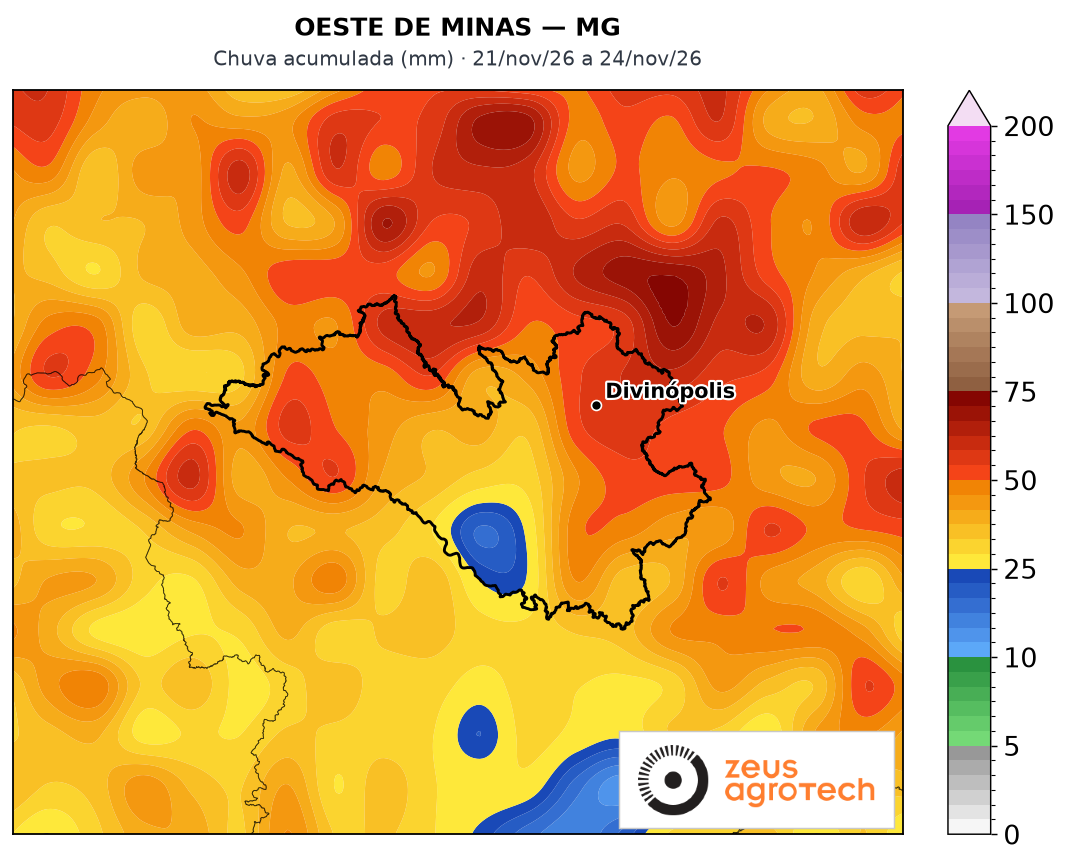 OESTE DE MINAS — MG
Chuva acumulada (mm) · 21/nov/26 a 24/nov/26
Divinópolis
200
150
100
75
50
25
10
5
0
zeus
agrotech